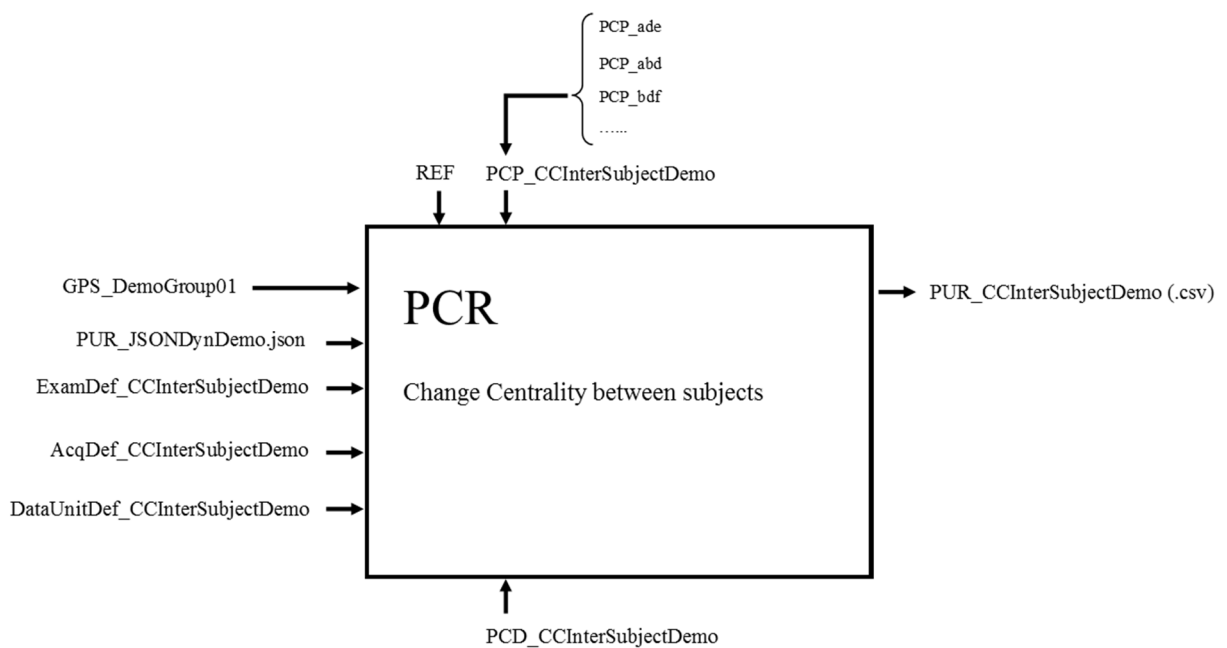 PCP_ade
PCP_abd
PCP_bdf
…...
REF
PCP_CCInterSubjectDemo
GPS_DemoGroup01
PUR_JSONDynDemo.json
ExamDef_CCInterSubjectDemo
AcqDef_CCInterSubjectDemo
DataUnitDef_CCInterSubjectDemo
PCR
Change Centrality between subjects
PUR_CCInterSubjectDemo (.csv)
PCD_CCInterSubjectDemo